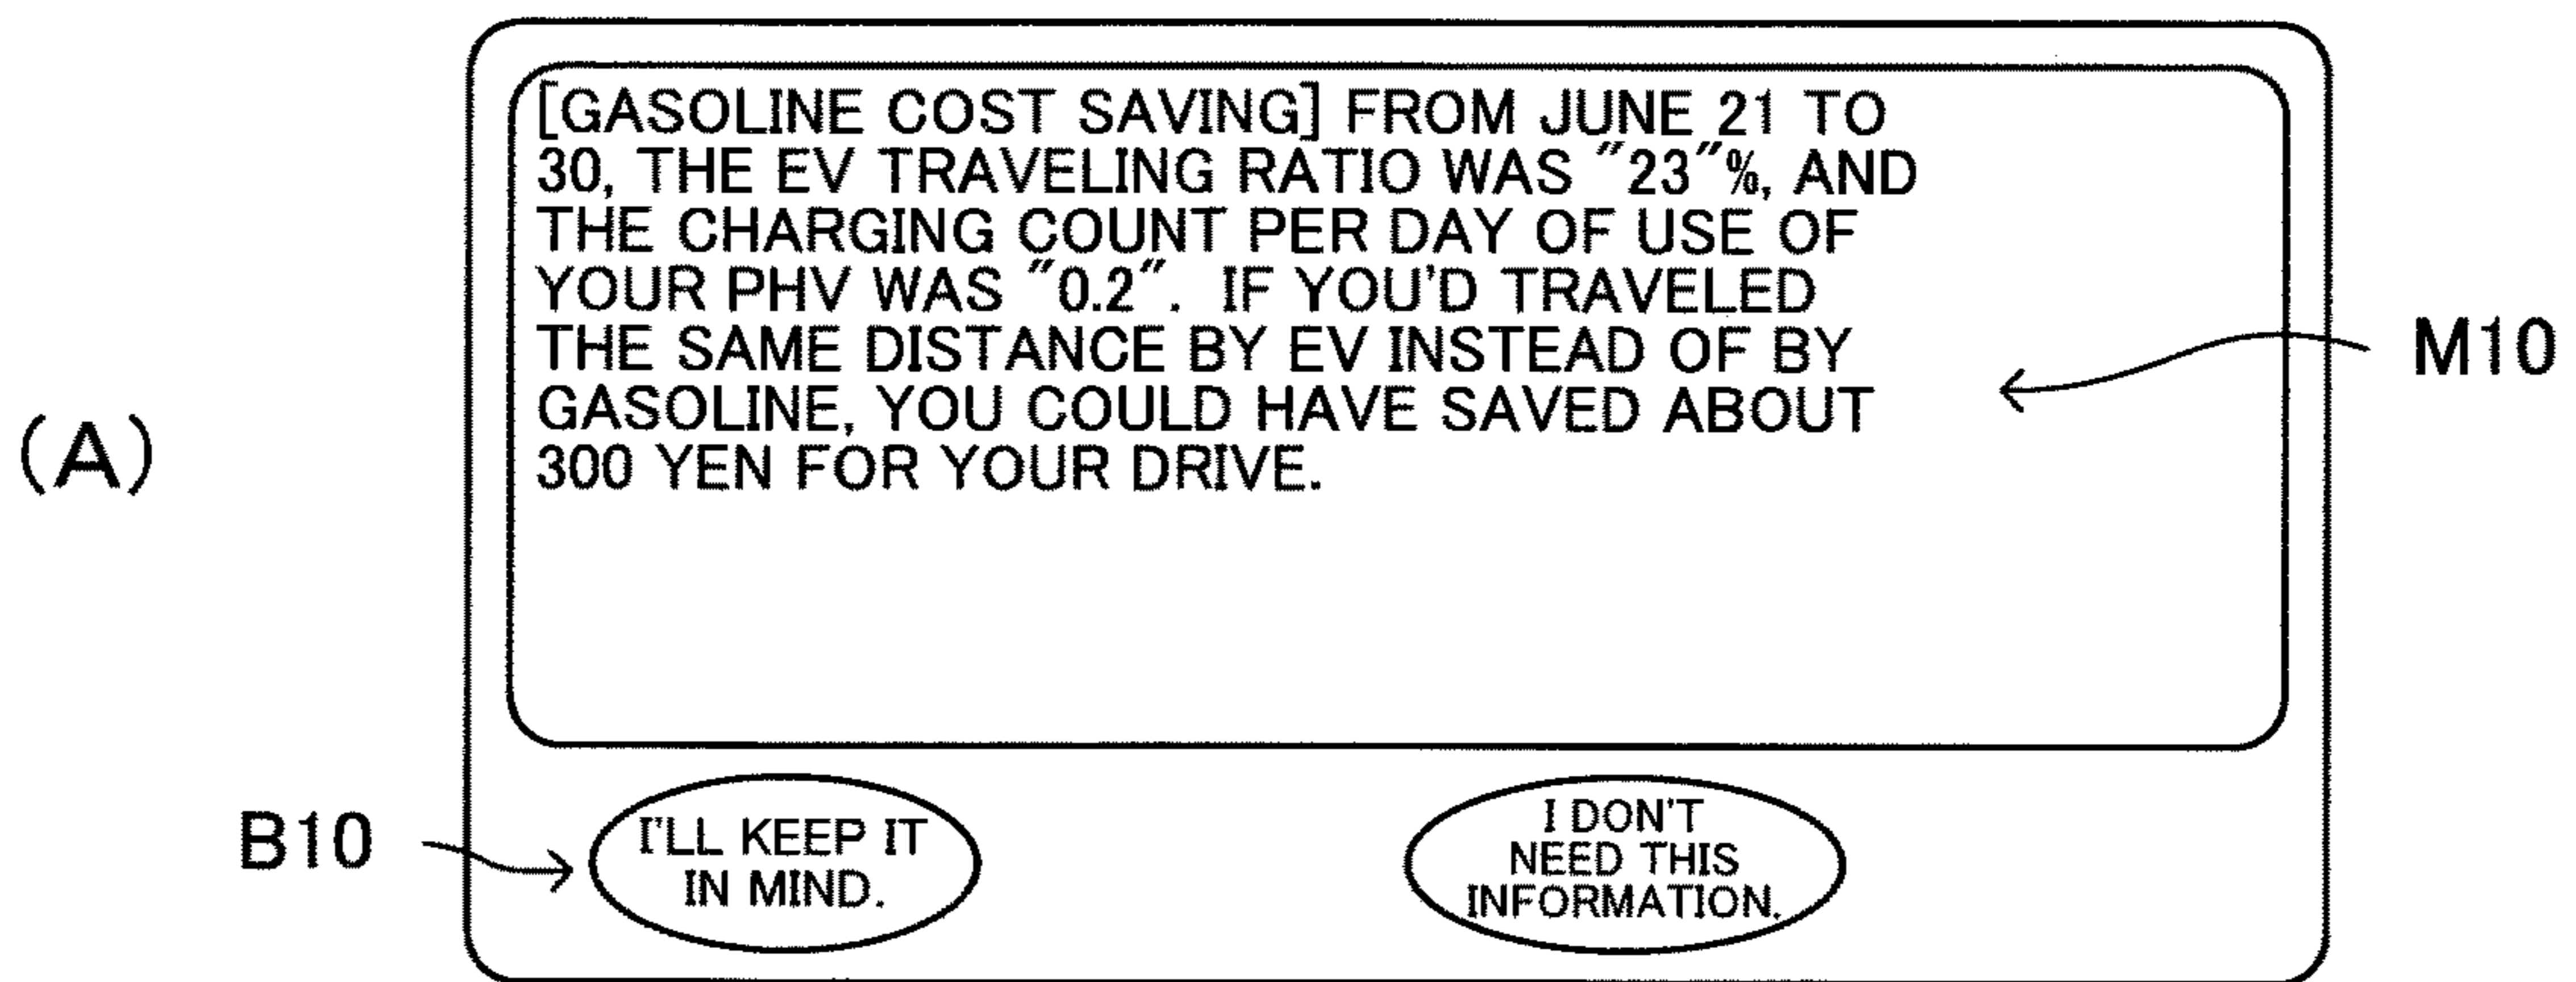 [GASOLINE COST SAVING] FROM JUNE 21 TO
30, THE EV TRAVELING RATIO WAS "23"%, AND
THE CHARGING COUNT PER DAY OF USE OF
YOUR PHV WAS "0.2". IF YOU'D TRAVELED
THE SAME DISTANCE BY EV INSTEAD OF BY
GASOLINE, YOU COULD HAVE SAVED ABOUT
300 YEN FOR YOUR DRIVE.
M10
(A)
B10
I'LL KEEP IT
IN MIND.
I DON'T
NEED THIS
INFORMATION.